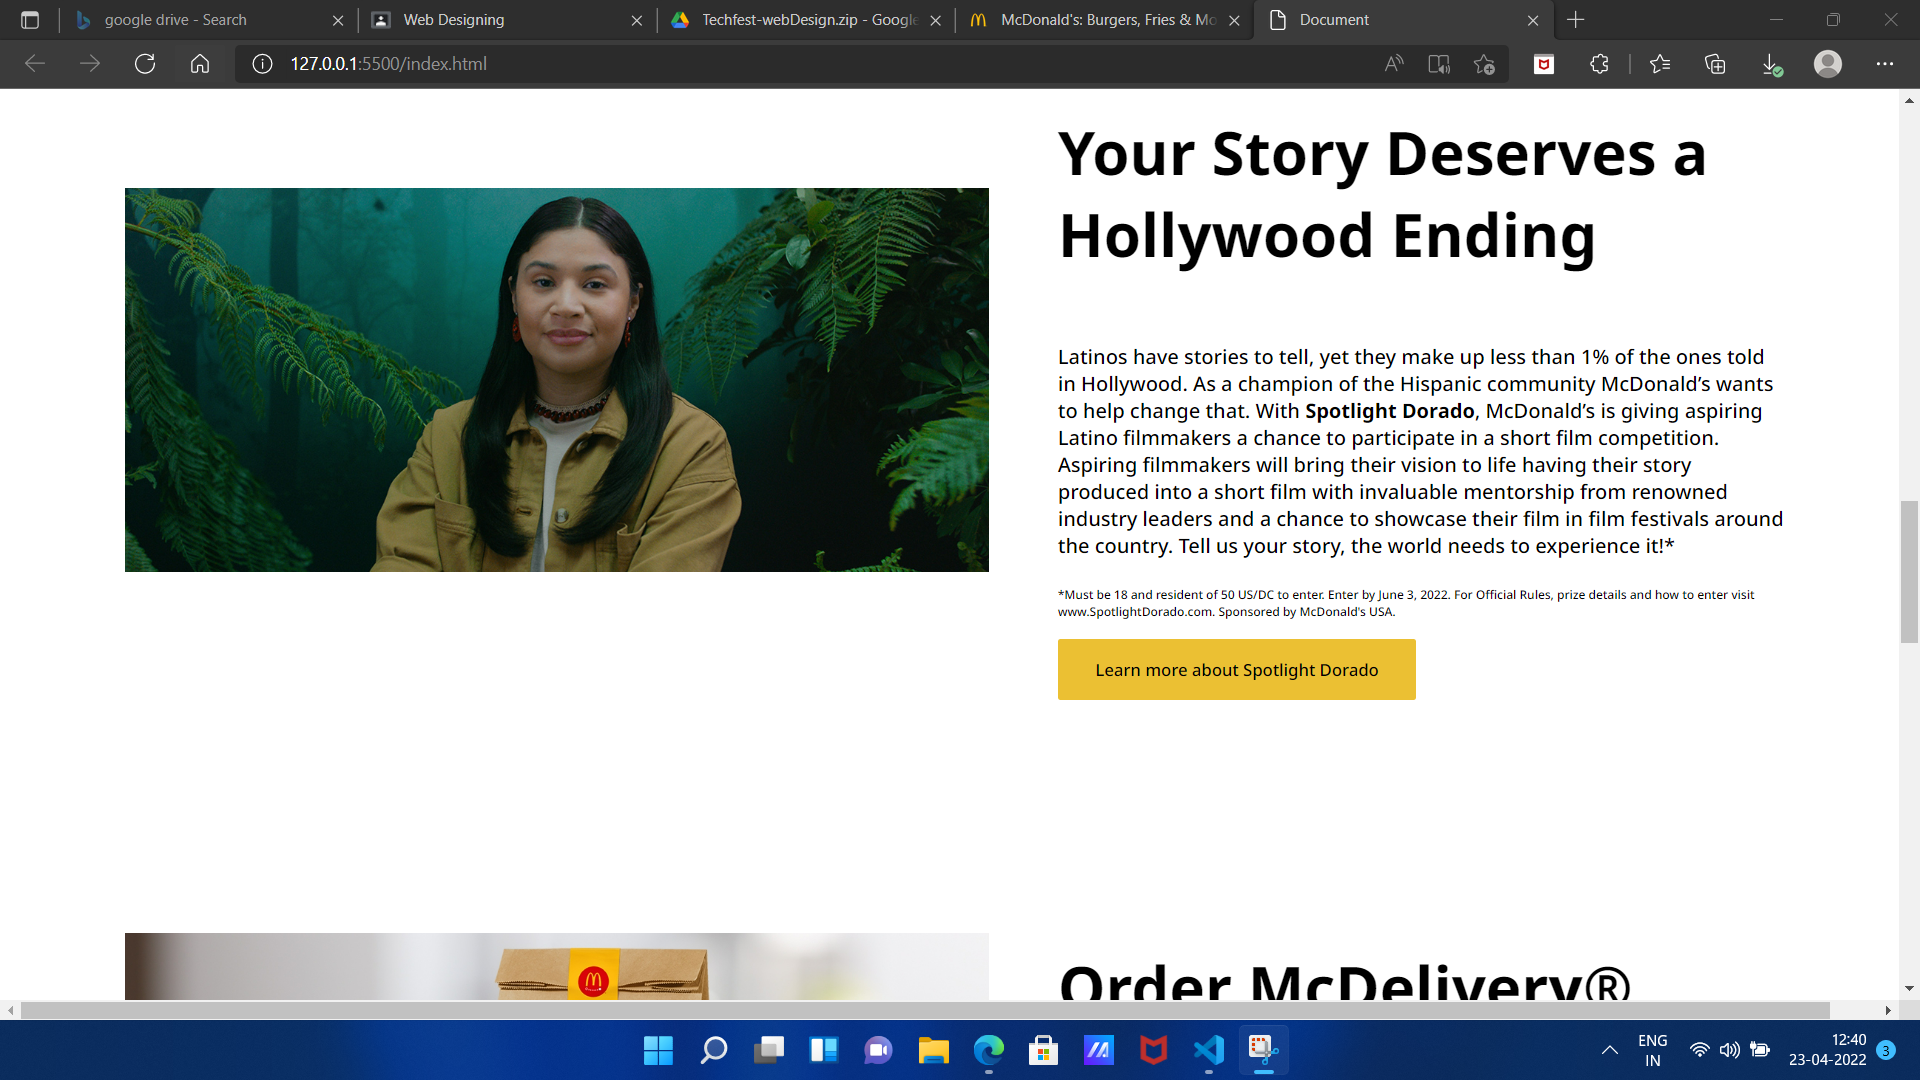 google drive - Search
Web Designing
Techfest-webDesign.zip - Google
McDonald's: Burgers, Fries & Mo
Document
127.0.0.1:5500/index.html
Your Story Deserves a
Hollywood Ending
Latinos have stories to tell, yet they make up less than 1% of the ones told
in Hollywood. As a champion of the Hispanic community McDonald’s wants
to help change that. With Spotlight Dorado, McDonald’s is giving aspiring
Latino filmmakers a chance to participate in a short film competition.
Aspiring filmmakers will bring their vision to life having their story
produced into a short film with invaluable mentorship from renowned
industry leaders and a chance to showcase their film in film festivals around
the country. Tell us your story, the world needs to experience it!*
*Must be 18 and resident of 50 US/DC to enter. Enter by June 3, 2022. For Official Rules, prize details and how to enter visit
www.SpotlightDorado.com. Sponsored by McDonald's USA.
Learn more about Spotlight Dorado
Order McDelivery®
ENG
IN
12:40
23-04-2022
3